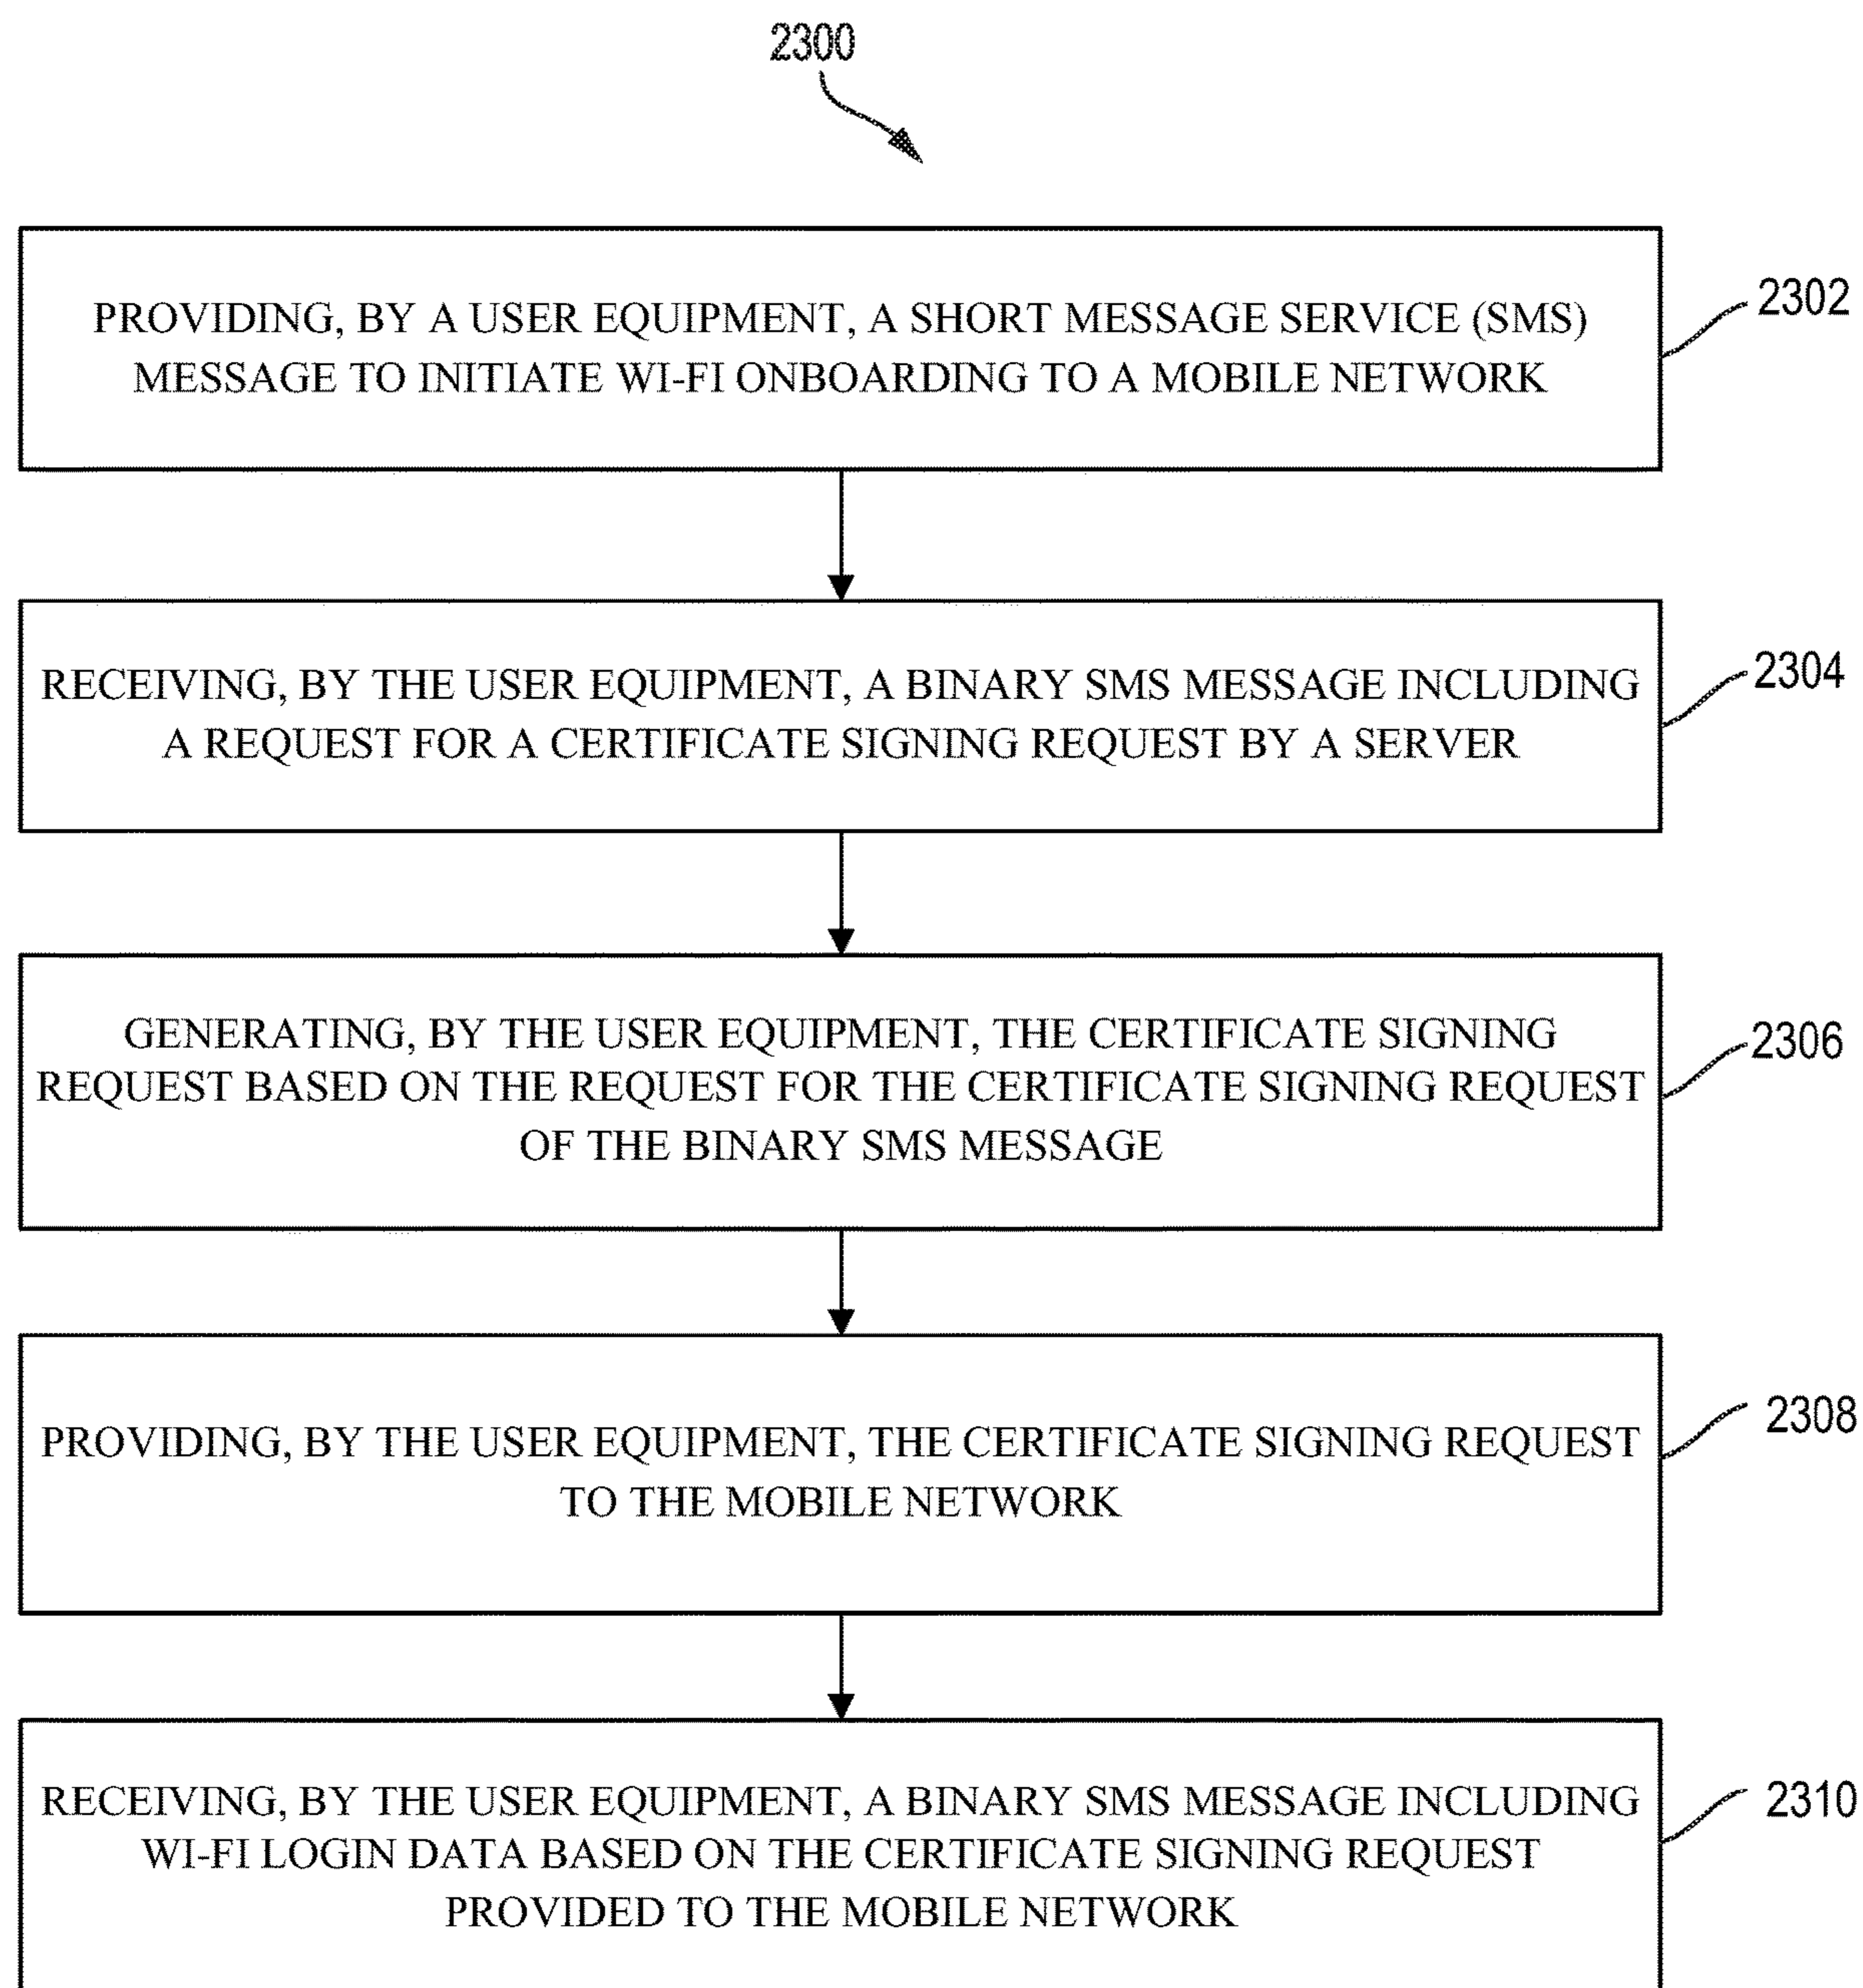 2300
PROVIDING, BY A USER EQUIPMENT, A SHORT MESSAGE SERVICE (SMS)
MESSAGE TO INITIATE WI-FI ONBOARDING TO A MOBILE NETWORK
2302
RECEIVING, BY THE USER EQUIPMENT, A BINARY SMS MESSAGE INCLUDING
A REQUEST FOR A CERTIFICATE SIGNING REQUEST BY A SERVER
2304
GENERATING, BY THE USER EQUIPMENT, THE CERTIFICATE SIGNING
REQUEST BASED ON THE REQUEST FOR THE CERTIFICATE SIGNING REQUEST
OF THE BINARY SMS MESSAGE
2306
PROVIDING, BY THE USER EQUIPMENT, THE CERTIFICATE SIGNING REQUEST
TO THE MOBILE NETWORK
2308
RECEIVING, BY THE USER EQUIPMENT, A BINARY SMS MESSAGE INCLUDING
WI-FI LOGIN DATA BASED ON THE CERTIFICATE SIGNING REQUEST
PROVIDED TO THE MOBILE NETWORK
2310